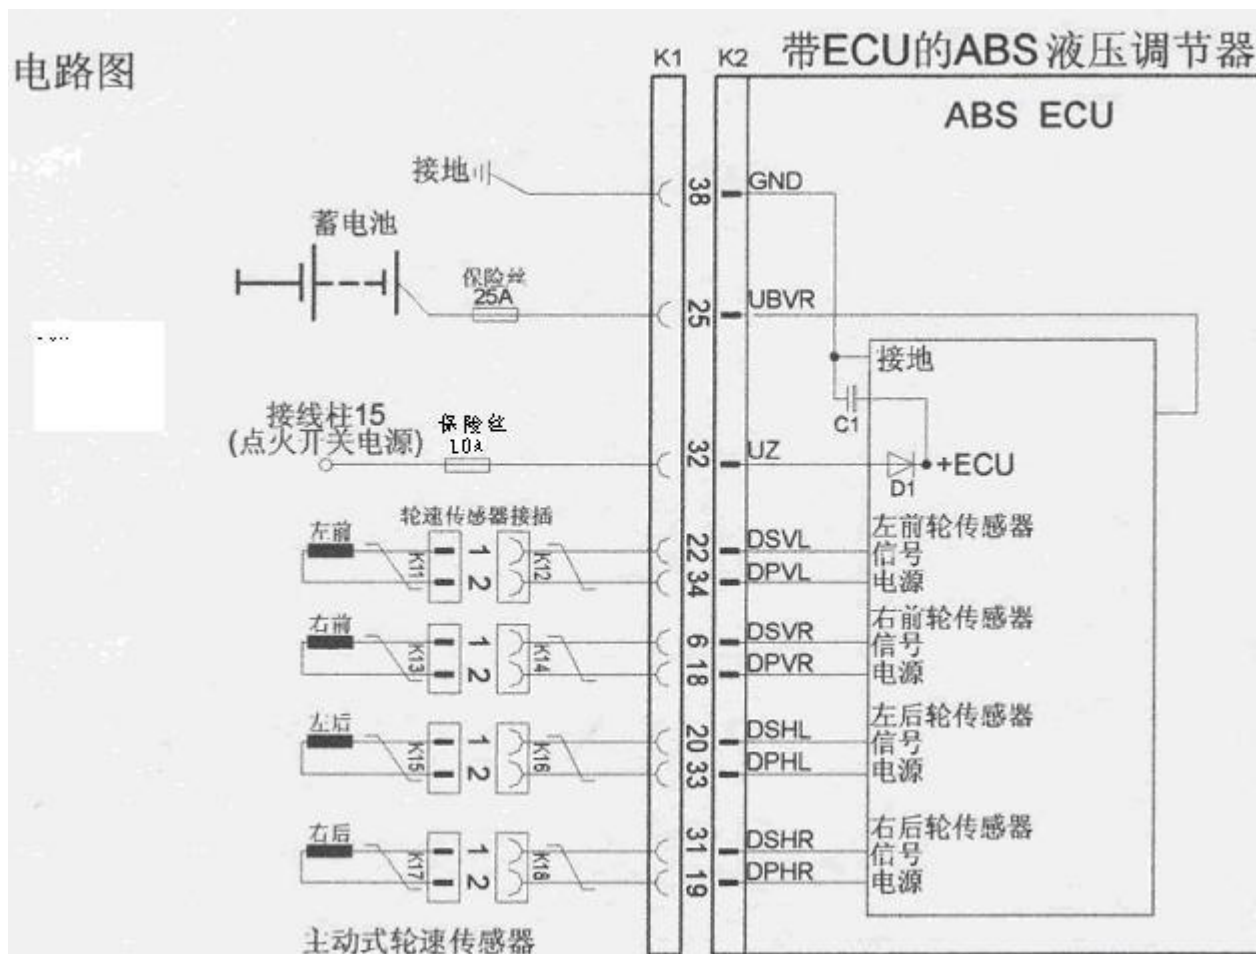 电路图
K1
K2
带ECU的ABS液压调节器
ABS ECU
接地
38
GND
蓄电池
保险丝
25A
25
UBVR
接地
C1
接线柱15
(点火开关电源)
保险丝
10A
32
UZ
D1
+ECU
轮速传感器接插
左前
K11
1
2
K12
22
34
DSVL
DPVL
左前轮传感器
信号
电源
右前
K13
1
2
K14
6
18
DSVR
DPVR
右前轮传感器
信号
电源
左后
K15
1
2
K16
20
33
DSHL
DPHL
左后轮传感器
信号
电源
右后
K17
1
2
K18
31
19
DSHR
DPHR
右后轮传感器
信号
电源
主动式轮速传感器